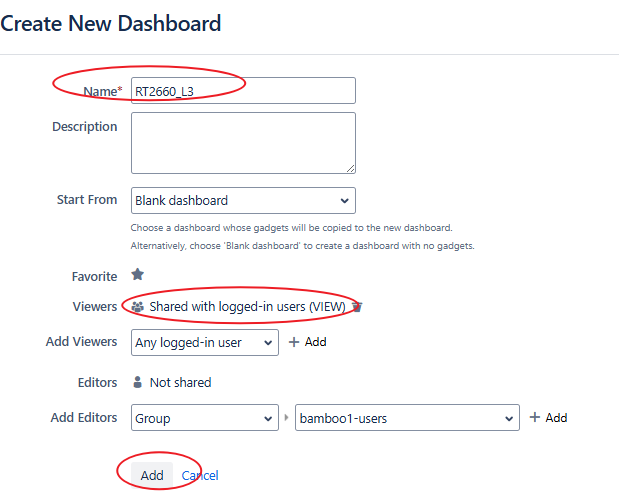 Create New Dashboard
Name* RT2660_L3
Description
Start From Blank dashboard
Choose a dashboard whose gadgets will be copied to the new dashboard.
Alternatively, choose 'Blank dashboard' to create a dashboard with no gadgets.
Favorite
Viewers Shared with logged-in users (VIEW)
Add Viewers Any logged-in user + Add
Editors Not shared
Add Editors Group bamboo1-users + Add
Add Cancel